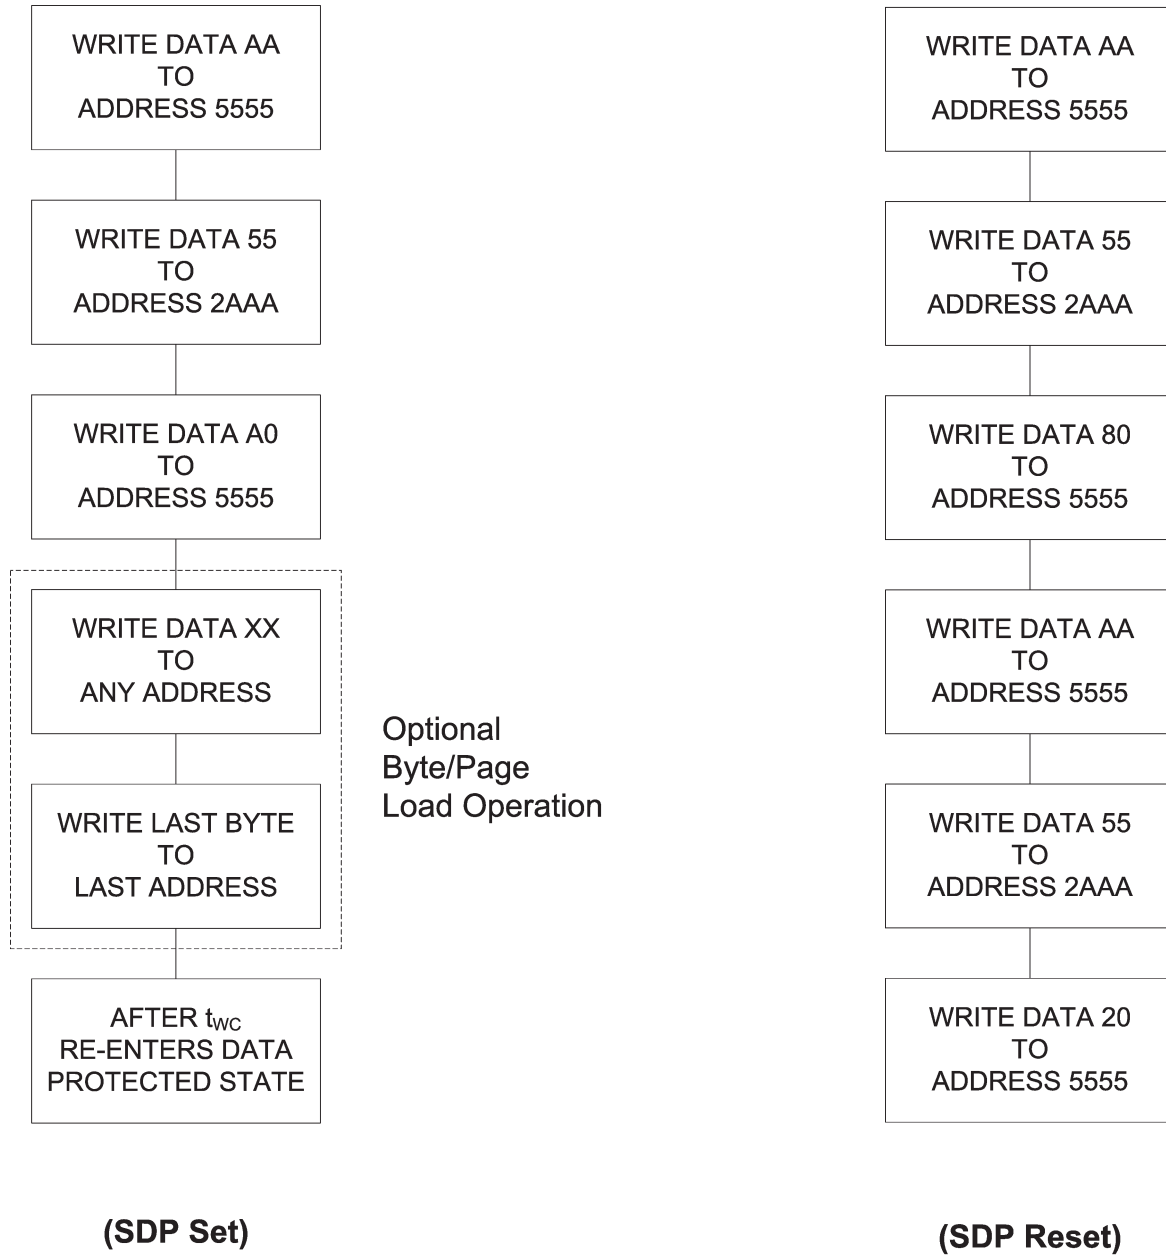 WRITE DATA AA
TO
ADDRESS 5555
WRITE DATA 55
TO
ADDRESS 2AAA
WRITE DATA A0
TO
ADDRESS 5555
WRITE DATA XX
TO
ANY ADDRESS
WRITE LAST BYTE
TO
LAST ADDRESS
Optional
Byte/Page
Load Operation
AFTER tWC
RE-ENTERS DATA
PROTECTED STATE
(SDP Set)
WRITE DATA AA
TO
ADDRESS 5555
WRITE DATA 55
TO
ADDRESS 2AAA
WRITE DATA 80
TO
ADDRESS 5555
WRITE DATA AA
TO
ADDRESS 5555
WRITE DATA 55
TO
ADDRESS 2AAA
WRITE DATA 20
TO
ADDRESS 5555
(SDP Reset)